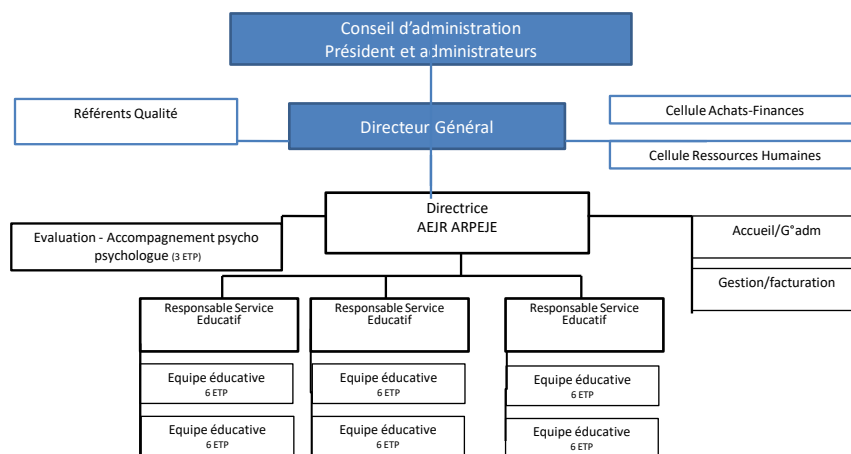 Conseil d'administration
Président et administrateurs
Référents Qualité
Directeur Général
Cellule Achats-Finances
Cellule Ressources Humaines
Directrice
AEJR ARPEJE
Evaluation - Accompagnement psycho
psychologue (3 ETP)
Accueil/G°adm
Gestion/facturation
Responsable Service
Educatif
Responsable Service
Educatif
Responsable Service
Educatif
Equipe éducative
6 ETP
Equipe éducative
6 ETP
Equipe éducative
6 ETP
Equipe éducative
6 ETP
Equipe éducative
6 ETP
Equipe éducative
6 ETP